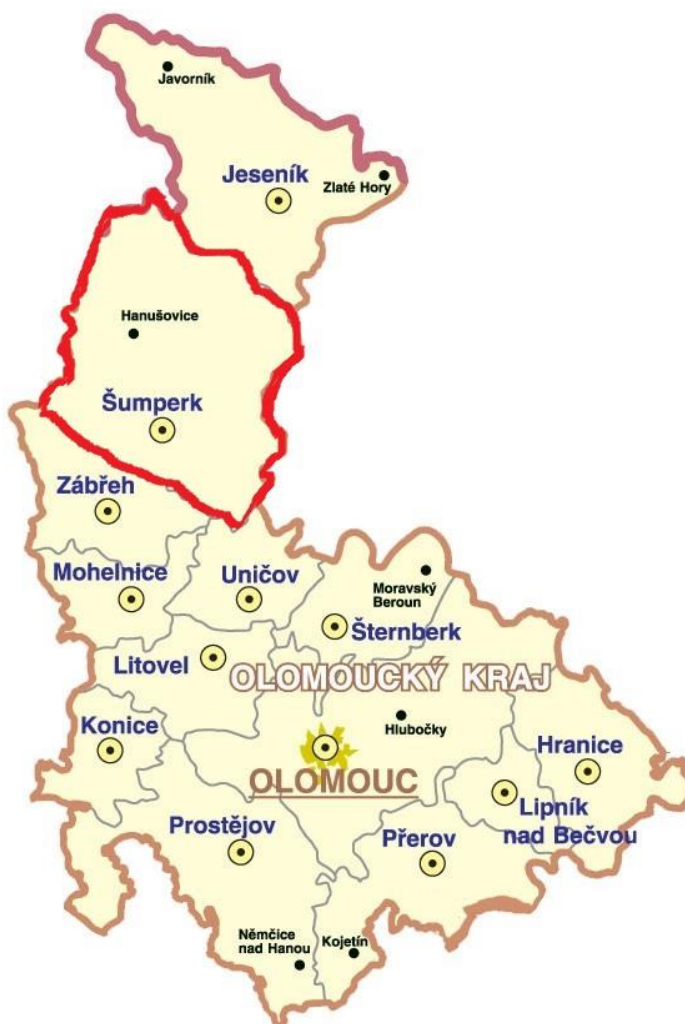 Javorník
Jeseník
Zlaté Hory
Hanušovice
Šumperk
Zábřeh
Mohelnice
Uničov
Moravský
Beroun
Šternberk
Litovel
OLOMOUCKÝ KRAJ
Konice
Hlubočky
Hranice
OLOMOUC
Lipník
nad Bečvou
Prostějov
Přerov
Němčice
nad Hanou
Kojetín